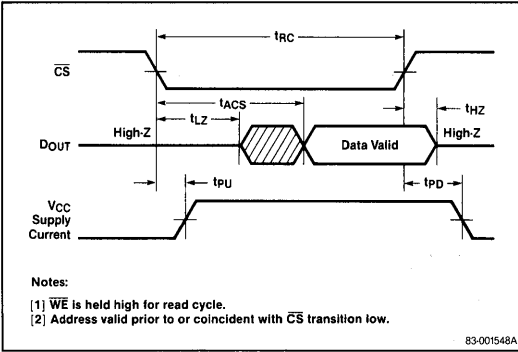 tRC
CS
tACS
tLZ
tHZ
High-Z
High-Z
DOUT
Data Valid
tPU
tPD
VCC
Supply
Current
Notes:
[1] WE is held high for read cycle.
[2] Address valid prior to or coincident with CS transition low.
83-001548A